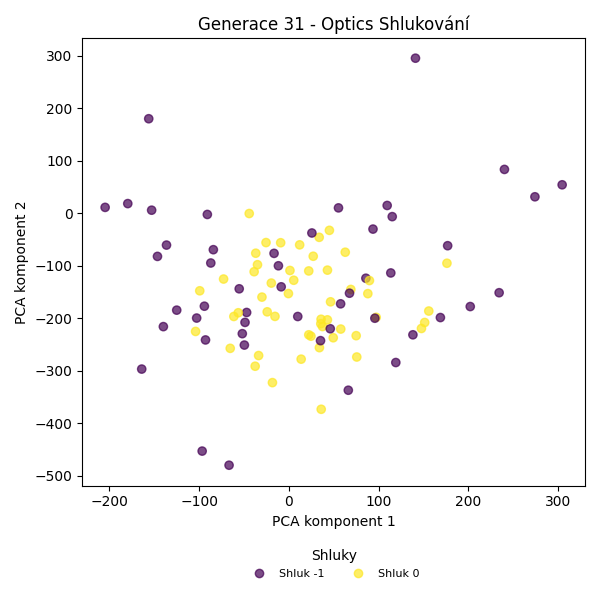 Generace 31 - Optics Shlukování
PCA komponent 2
300
200
100
0
−100
−200
−300
−400
−500
−200 −100 0 100 200 300
PCA komponent 1
Shluky
Shluk -1 Shluk 0